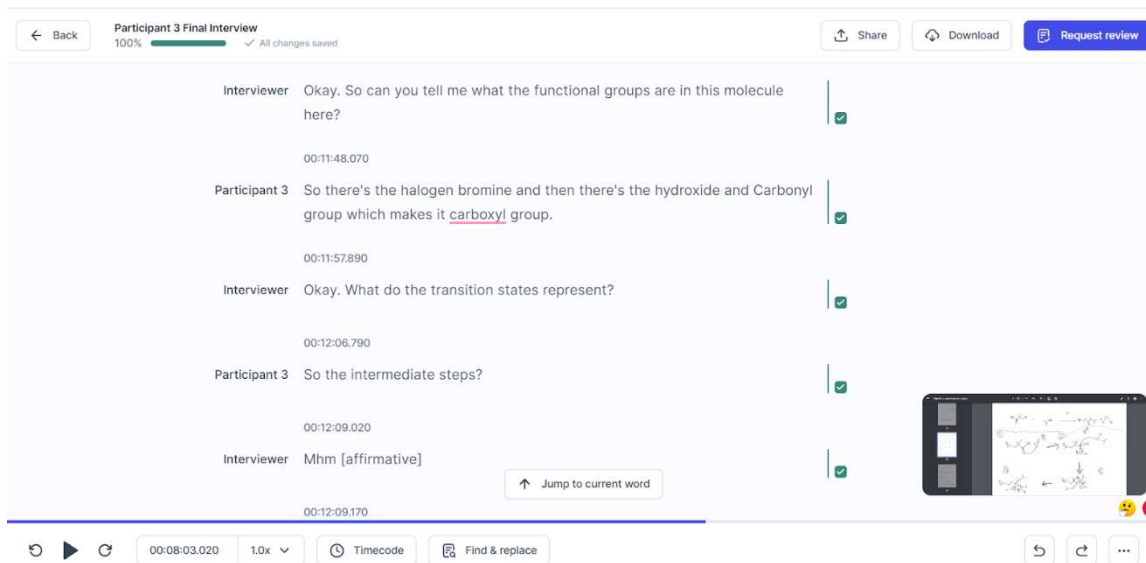 ← Back
Participant 3 Final Interview
100% ✓ All changes saved
Share
Download
Request review
Interviewer Okay. So can you tell me what the functional groups are in this molecule
here?
00:11:48.070
Participant 3 So there's the halogen bromine and then there's the hydroxide and Carbonyl
group which makes it carboxyl group.
00:11:57.890
Interviewer Okay. What do the transition states represent?
00:12:06.790
Participant 3 So the intermediate steps?
00:12:09.020
Interviewer Mhm [affirmative]
↑ Jump to current word
00:12:09.170
00:08:03.020 1.0x Timecode Find & replace